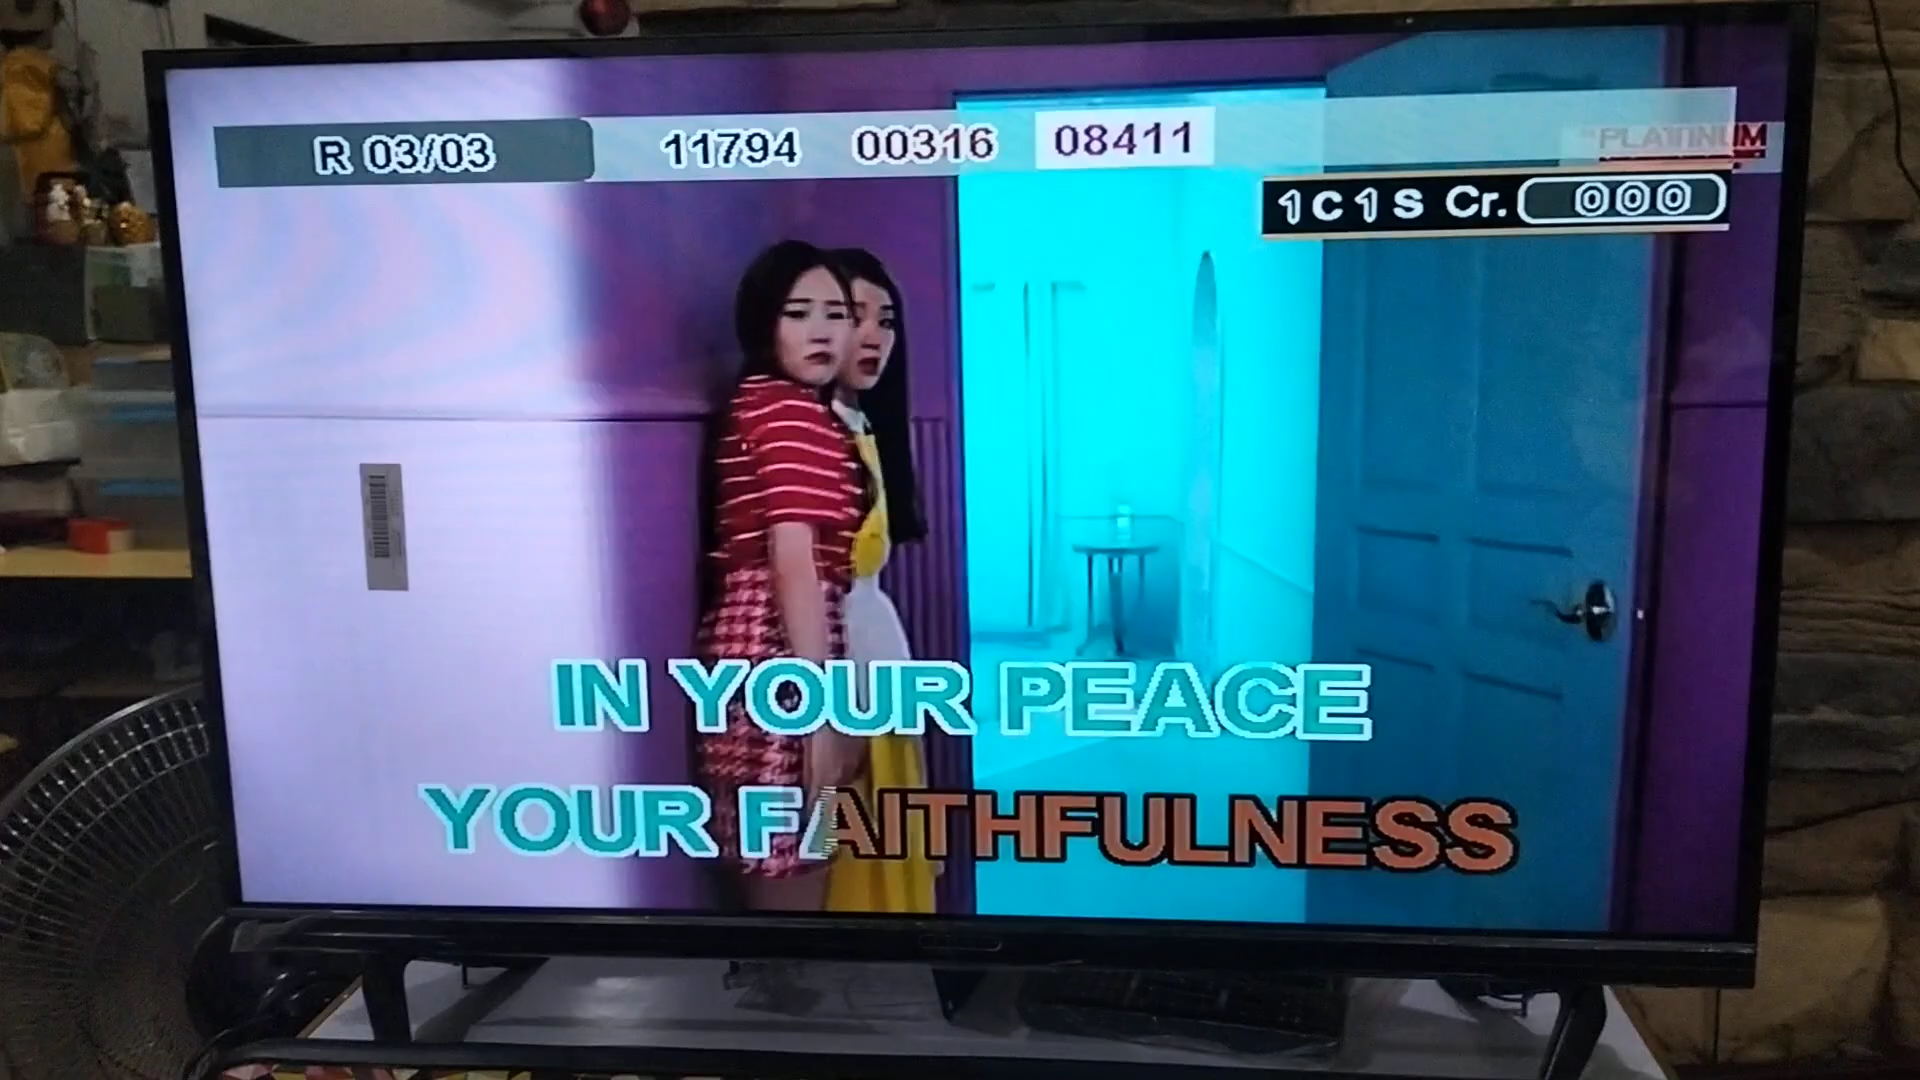 R 03/03 11794 00316 08411
PLATINUM
1C1S Cr. 000
IN YOUR PEACE
YOUR FAITHFULNESS